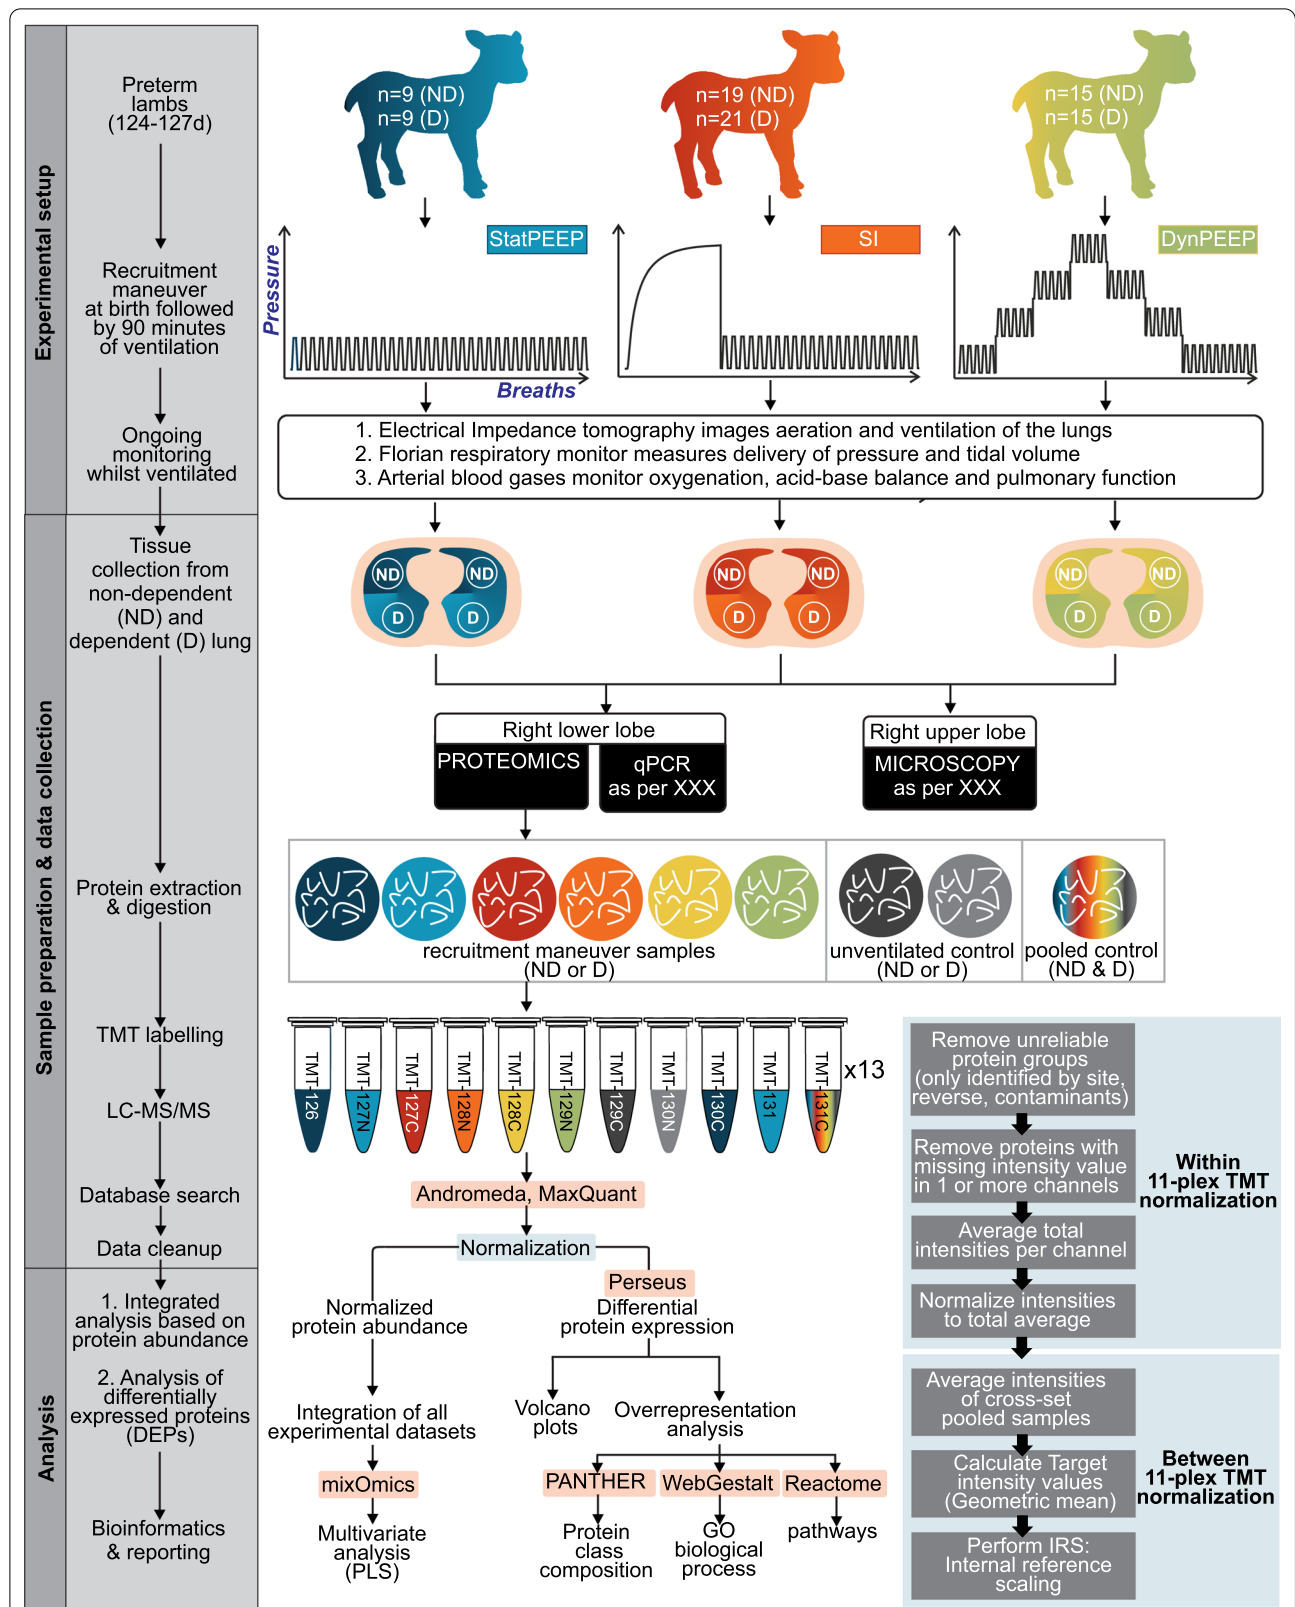 Experimental setup
Preterm
lambs
(124-127d)
Recruitment
maneuver
at birth followed
by 90 minutes
of ventilation
Ongoing
monitoring
whilst ventilated
n=9 (ND)
n=9 (D)
n=19 (ND)
n=21 (D)
n=15 (ND)
n=15 (D)
StatPEEP
SI
DynPEEP
Pressure
Breaths
1. Electrical Impedance tomography images aeration and ventilation of the lungs
2. Florian respiratory monitor measures delivery of pressure and tidal volume
3. Arterial blood gases monitor oxygenation, acid-base balance and pulmonary function
Sample preparation & data collection
Tissue
collection from
non-dependent
(ND) and
dependent (D) lung
Protein extraction
& digestion
TMT labelling
LC-MS/MS
Database search
Data cleanup
ND
ND
D
D
ND
ND
D
D
ND
ND
D
D
Right lower lobe
PROTEOMICS
qPCR
as per XXX
Right upper lobe
MICROSCOPY
as per XXX
recruitment maneuver samples
(ND or D)
unventilated control
(ND or D)
pooled control
(ND & D)
TMT-126
TMT-127N
TMT-127C
TMT-128N
TMT-128C
TMT-129N
TMT-129C
TMT-130N
TMT-130C
TMT-131
TMT-131C
x13
Andromeda, MaxQuant
Normalization
Analysis
1. Integrated
analysis based on
protein abundance
2. Analysis of
differentially
expressed proteins
(DEPs)
Bioinformatics
& reporting
Normalized
protein abundance
Integration of all
experimental datasets
mixOmics
Multivariate
analysis
(PLS)
Perseus
Differential
protein expression
Volcano
plots
Overrepresentation
analysis
PANTHER
WebGestalt
Reactome
Protein
class
composition
GO
biological
process
pathways
Remove unreliable
protein groups
(only identified by site,
reverse, contaminants)
Remove proteins with
missing intensity value
in 1 or more channels
Average total
intensities per channel
Normalize intensities
to total average
Within
11-plex TMT
normalization
Average intensities
of cross-set
pooled samples
Calculate Target
intensity values
(Geometric mean)
Perform IRS:
Internal reference
scaling
Between
11-plex TMT
normalization